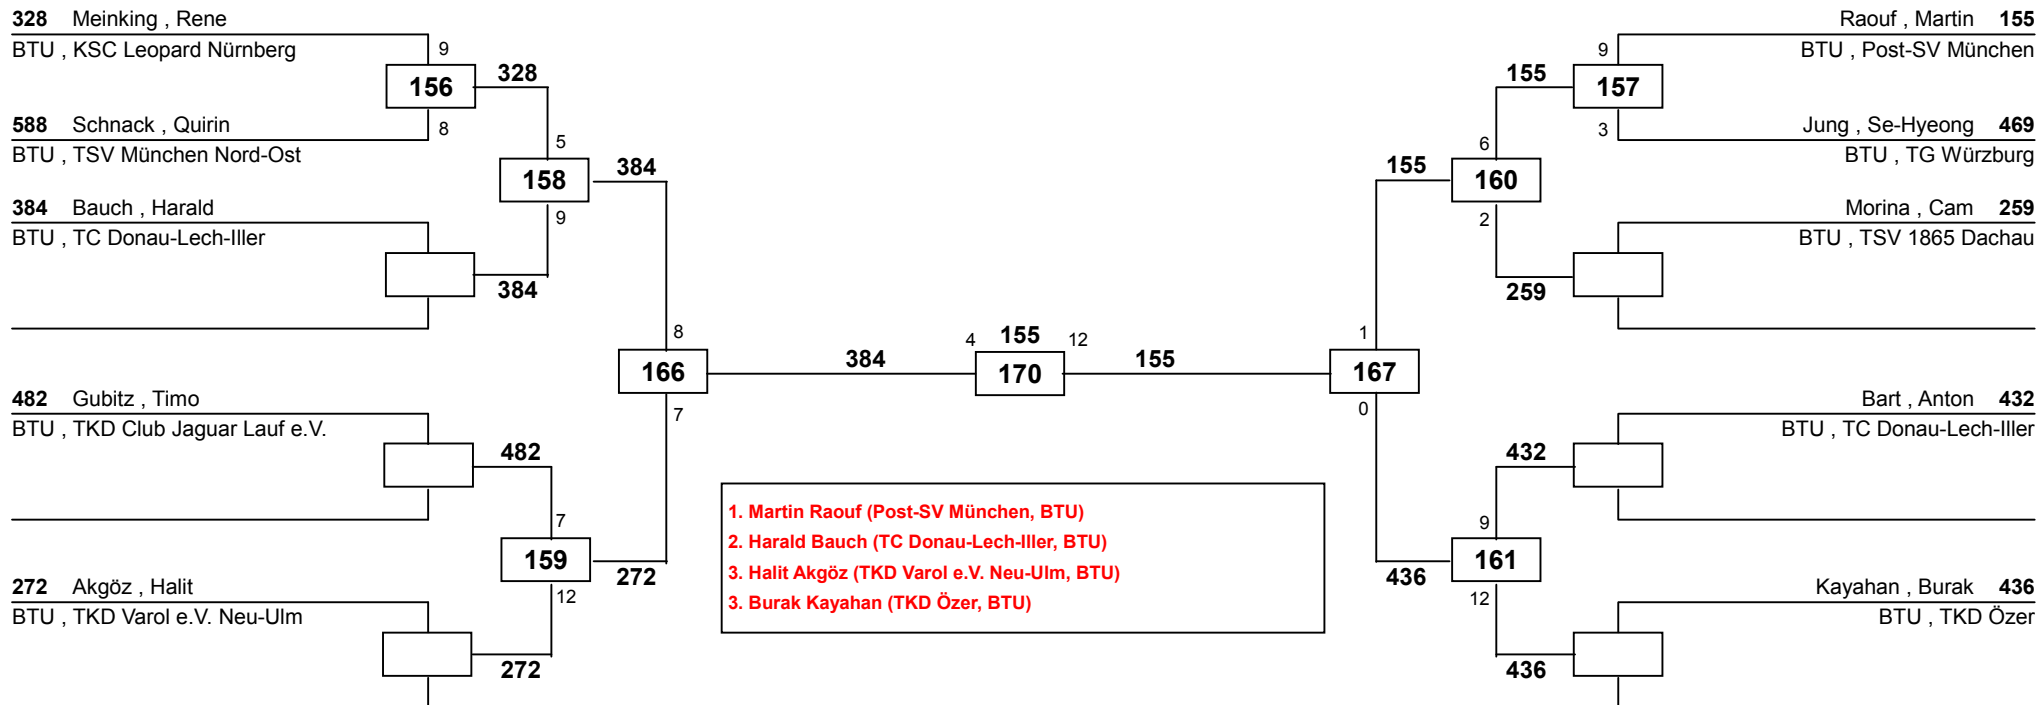 328 Meinking , Rene
BTU , KSC Leopard Nürnberg
9
156
328
8
588 Schnack , Quirin
BTU , TSV München Nord-Ost
5
158
384
9
384 Bauch , Harald
BTU , TC Donau-Lech-Iller
384
8
166
384
7
482 Gubitz , Timo
BTU , TKD Club Jaguar Lauf e.V.
482
7
159
272
12
272 Akgöz , Halit
BTU , TKD Varol e.V. Neu-Ulm
272
4 155 12
170
155
1. Martin Raouf (Post-SV München, BTU)
2. Harald Bauch (TC Donau-Lech-Iller, BTU)
3. Halit Akgöz (TKD Varol e.V. Neu-Ulm, BTU)
3. Burak Kayahan (TKD Özer, BTU)
Raouf , Martin 155
BTU , Post-SV München
9
155
157
3
Jung , Se-Hyeong 469
BTU , TG Würzburg
6
155
160
2
Morina , Cam 259
BTU , TSV 1865 Dachau
259
1
167
0
Bart , Anton 432
BTU , TC Donau-Lech-Iller
432
9
161
436
12
Kayahan , Burak 436
BTU , TKD Özer
436